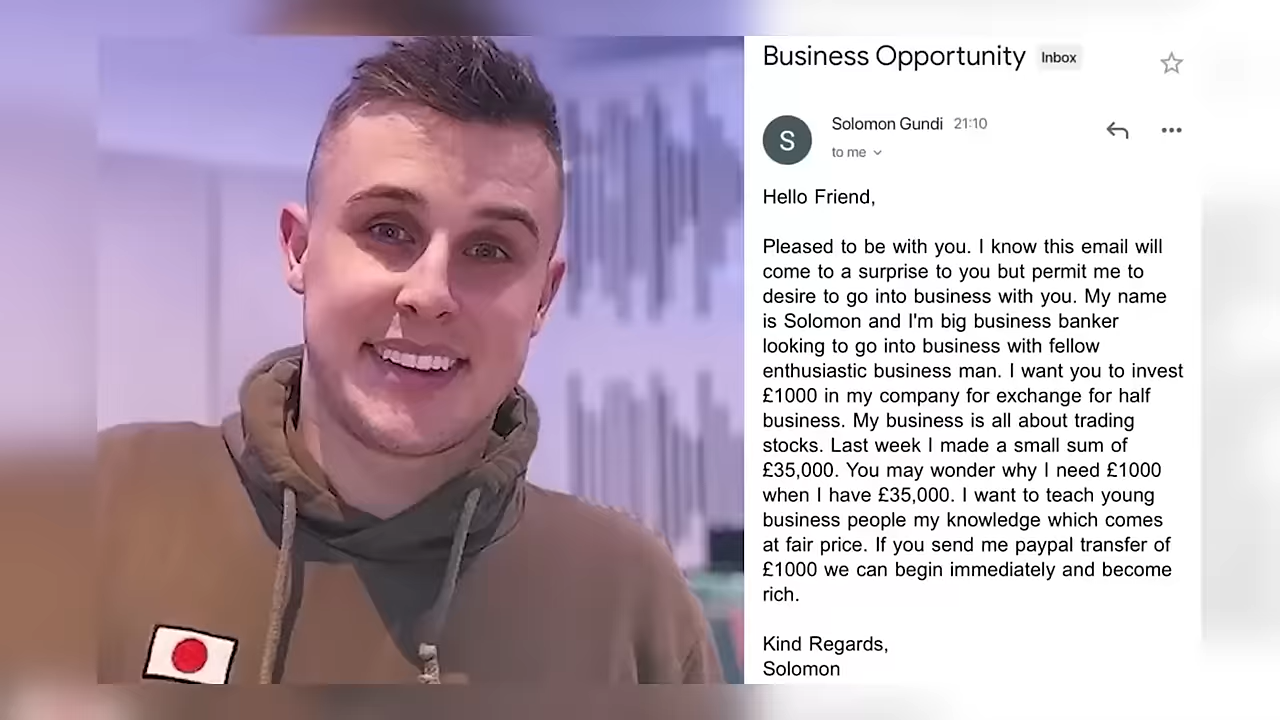 Business Opportunity Inbox
Solomon Gundi 21:10
S
to me
Hello Friend,
Pleased to be with you. I know this email will
come to a surprise to you but permit me to
desire to go into business with you. My name
is Solomon and I'm big business banker
looking to go into business with fellow
enthusiastic business man. I want you to invest
£1000 in my company for exchange for half
business. My business is all about trading
stocks. Last week I made a small sum of
£35,000. You may wonder why I need £1000
when I have £35,000. I want to teach young
business people my knowledge which comes
at fair price. If you send me paypal transfer of
£1000 we can begin immediately and become
rich.
Kind Regards,
Solomon